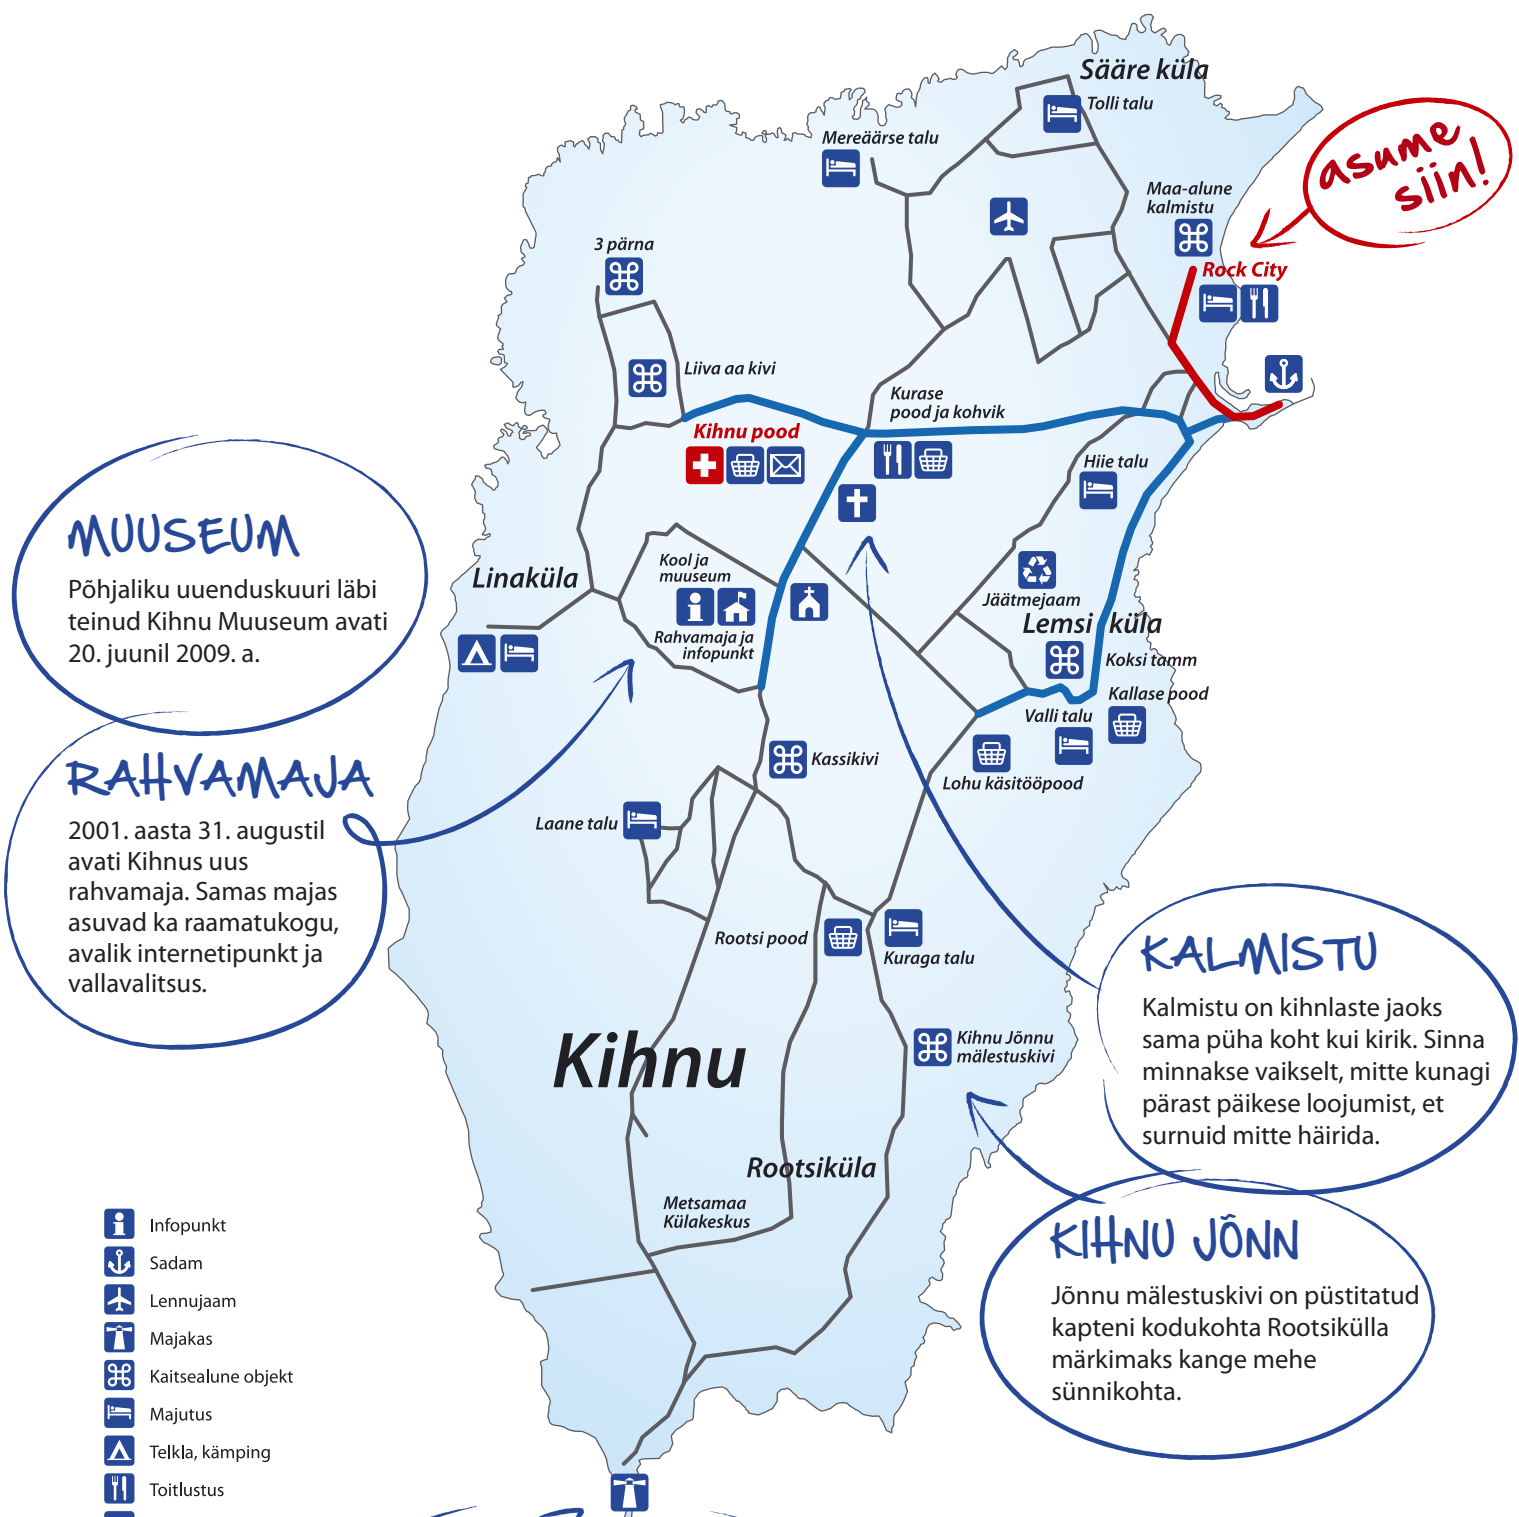 Sääre küla
Tolli talu
Mereäärse talu
asume
siin!
Maa-alune
kalmistu
3 pärna
Rock City
Liiva aa kivi
Kurase
pood ja kohvik
Kihnu pood
Hiie talu
MUUSEUM
Põhjaliku uuenduskuuri läbi
teinud Kihnu Muuseum avati
20. juunil 2009. a.
Linaküla
Kool ja
muuseum
Rahvamaja ja
infopunkt
Jäätmejaam
Lemsi küla
Koksi tamm
Kallase pood
Valli talu
Lohu käsitööpood
Kassikivi
RAHVAMAJA
2001. aasta 31. augustil
avati Kihnus uus
rahvamaja. Samas majas
asuvad ka raamatukogu,
avalik internetipunkt ja
vallavalitsus.
Laane talu
Rootsi pood
Kuraga talu
KALMISTU
Kalmistu on kihnlaste jaoks
sama püha koht kui kirik. Sinna
minnakse vaikselt, mitte kunagi
pärast päikese loojumist, et
surnuid mitte häirida.
Kihnu
Kihnu Jõnnu
mälestuskivi
Rootsiküla
Metsamaa
Külakeskus
KIHNU JÕNN
Jõnnu mälestuskivi on püstitatud
kapteni kodukohta Rootsikülla
märkimaks kange mehe
sünnikohta.
Infopunkt
Sadam
Lennujaam
Majakas
Kaitsealune objekt
Majutus
Telkla, kämping
Toitlustus